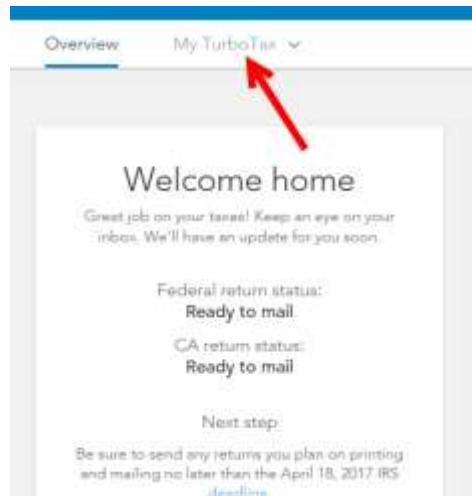 Overview My TurboTax
Welcome home
Great job on your taxes! Keep an eye on your
inbox. We'll have an update for you soon.
Federal return status:
Ready to mail
CA return status:
Ready to mail
Next step
Be sure to send any returns you plan on printing
and mailing no later than the April 18, 2017 IRS
deadline